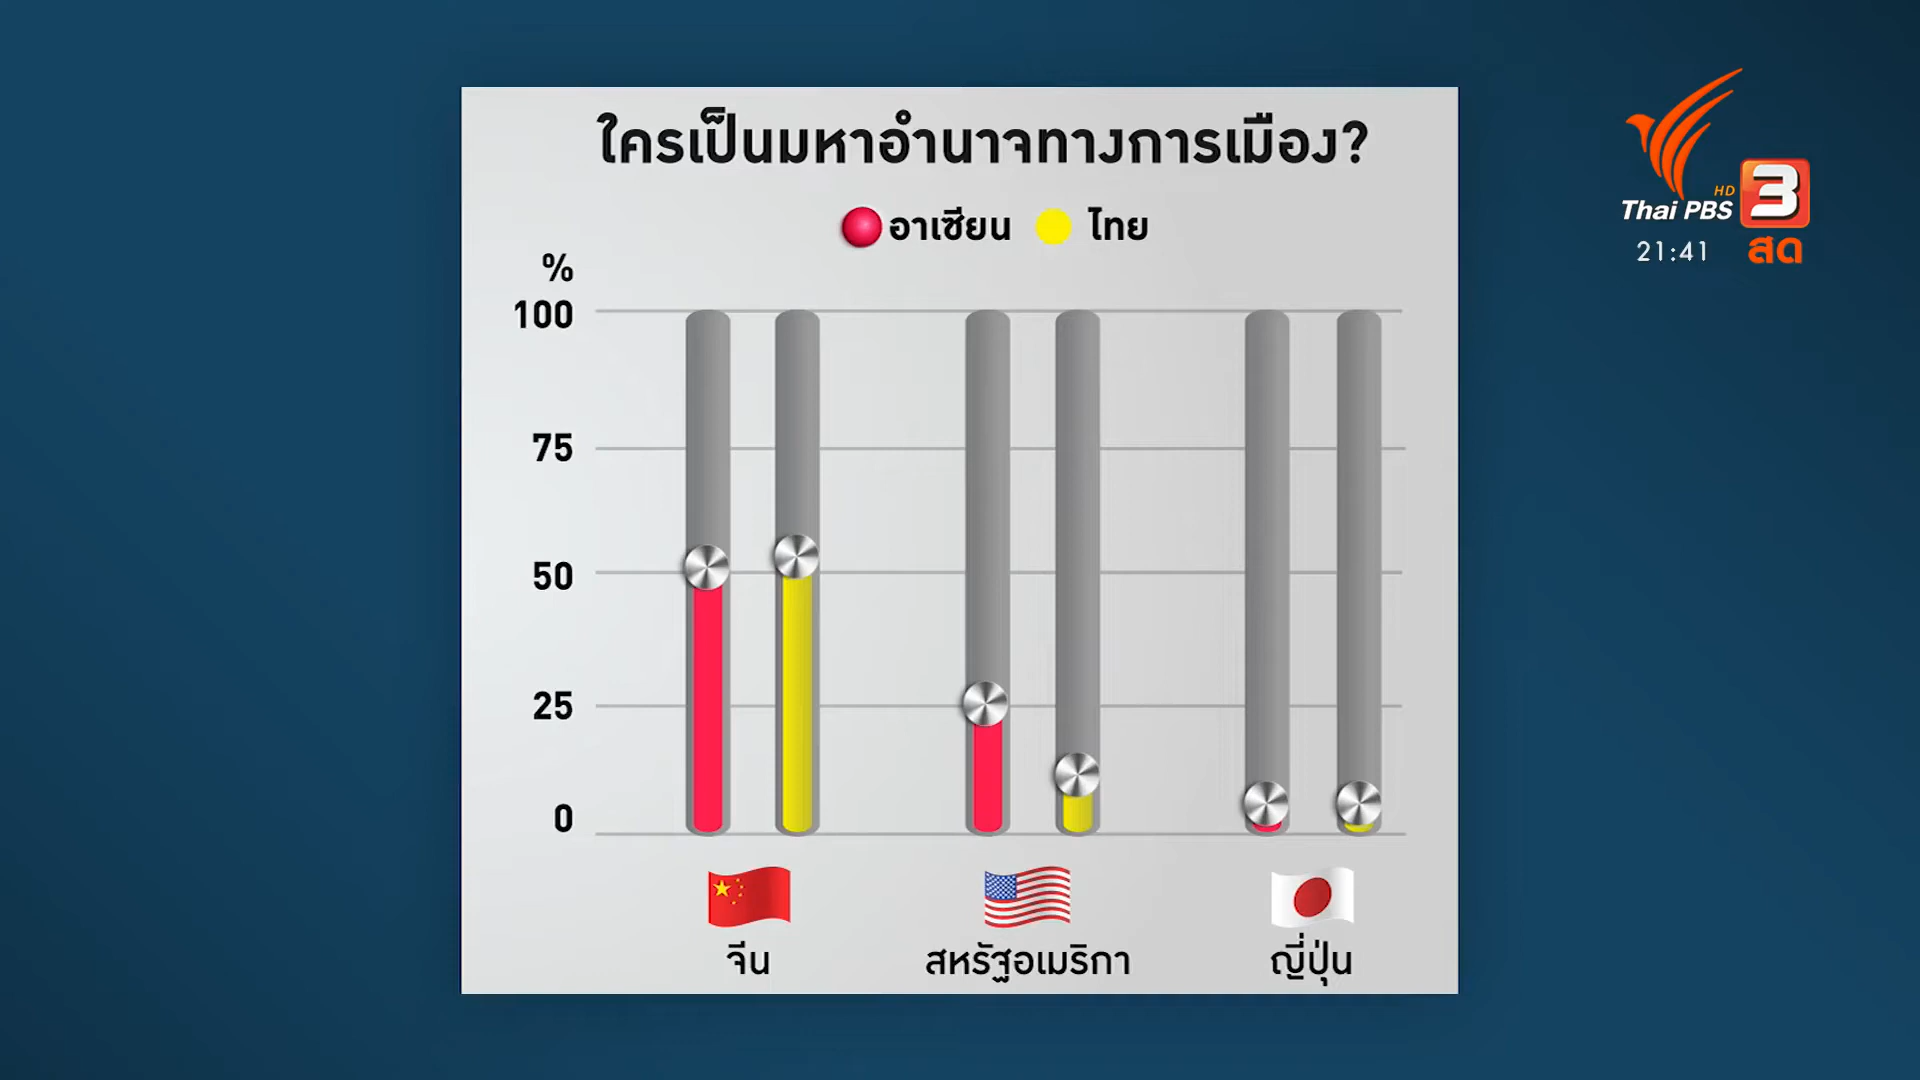 ใครเป็นมหาอำนาจทางการเมือง?
อาเซียน ไทย
%
100
75
50
25
0
จีน สหรัฐอเมริกา ญี่ปุ่น
HD
Thai PBS 3
21:41 สด